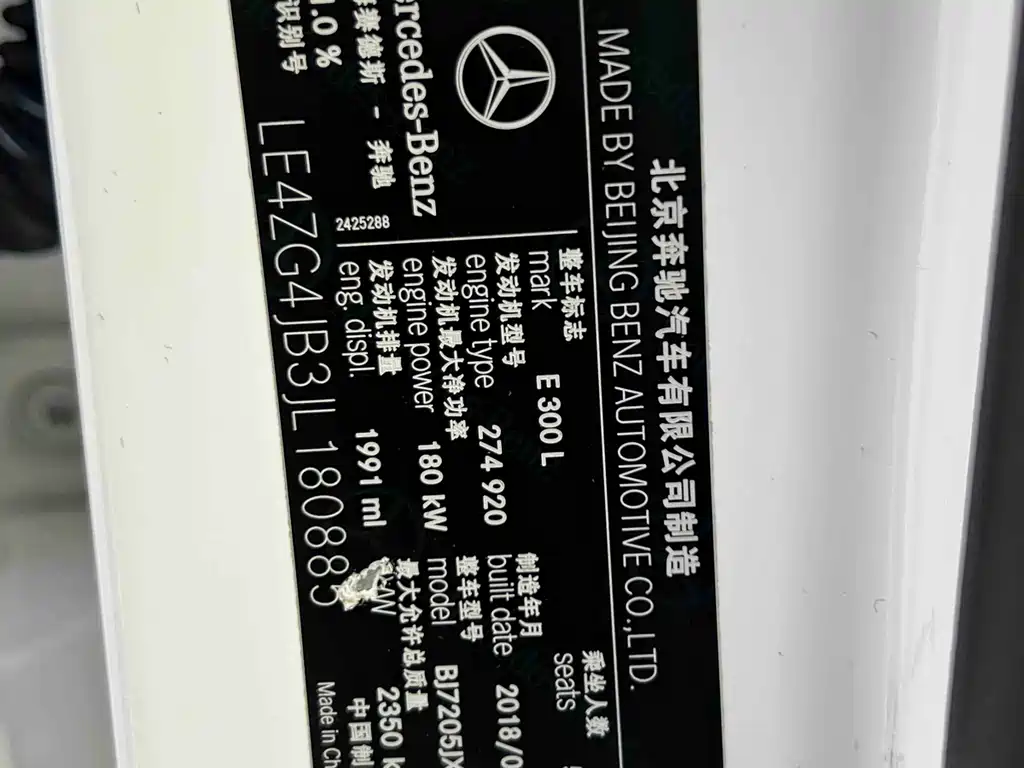 北京奔驰汽车有限公司制造
MADE BY BEIJING BENZ AUTOMOTIVE CO.,LTD.
整车标志
mark
E 300 L
乘坐人数
seats
发动机型号
engine type
274 920
制造年月
built date
2018/0
Mercedes-Benz
发动机最大净功率
engine power
180 kW
整车型号
model
BJ7205JX
赛德斯 - 奔驰
2425288
发动机排量
eng. displ.
1991 ml
最大允许总质量
2350 k
.0 %
识别号
LE4ZG4JB3JL180885
中国制
Made in Ch